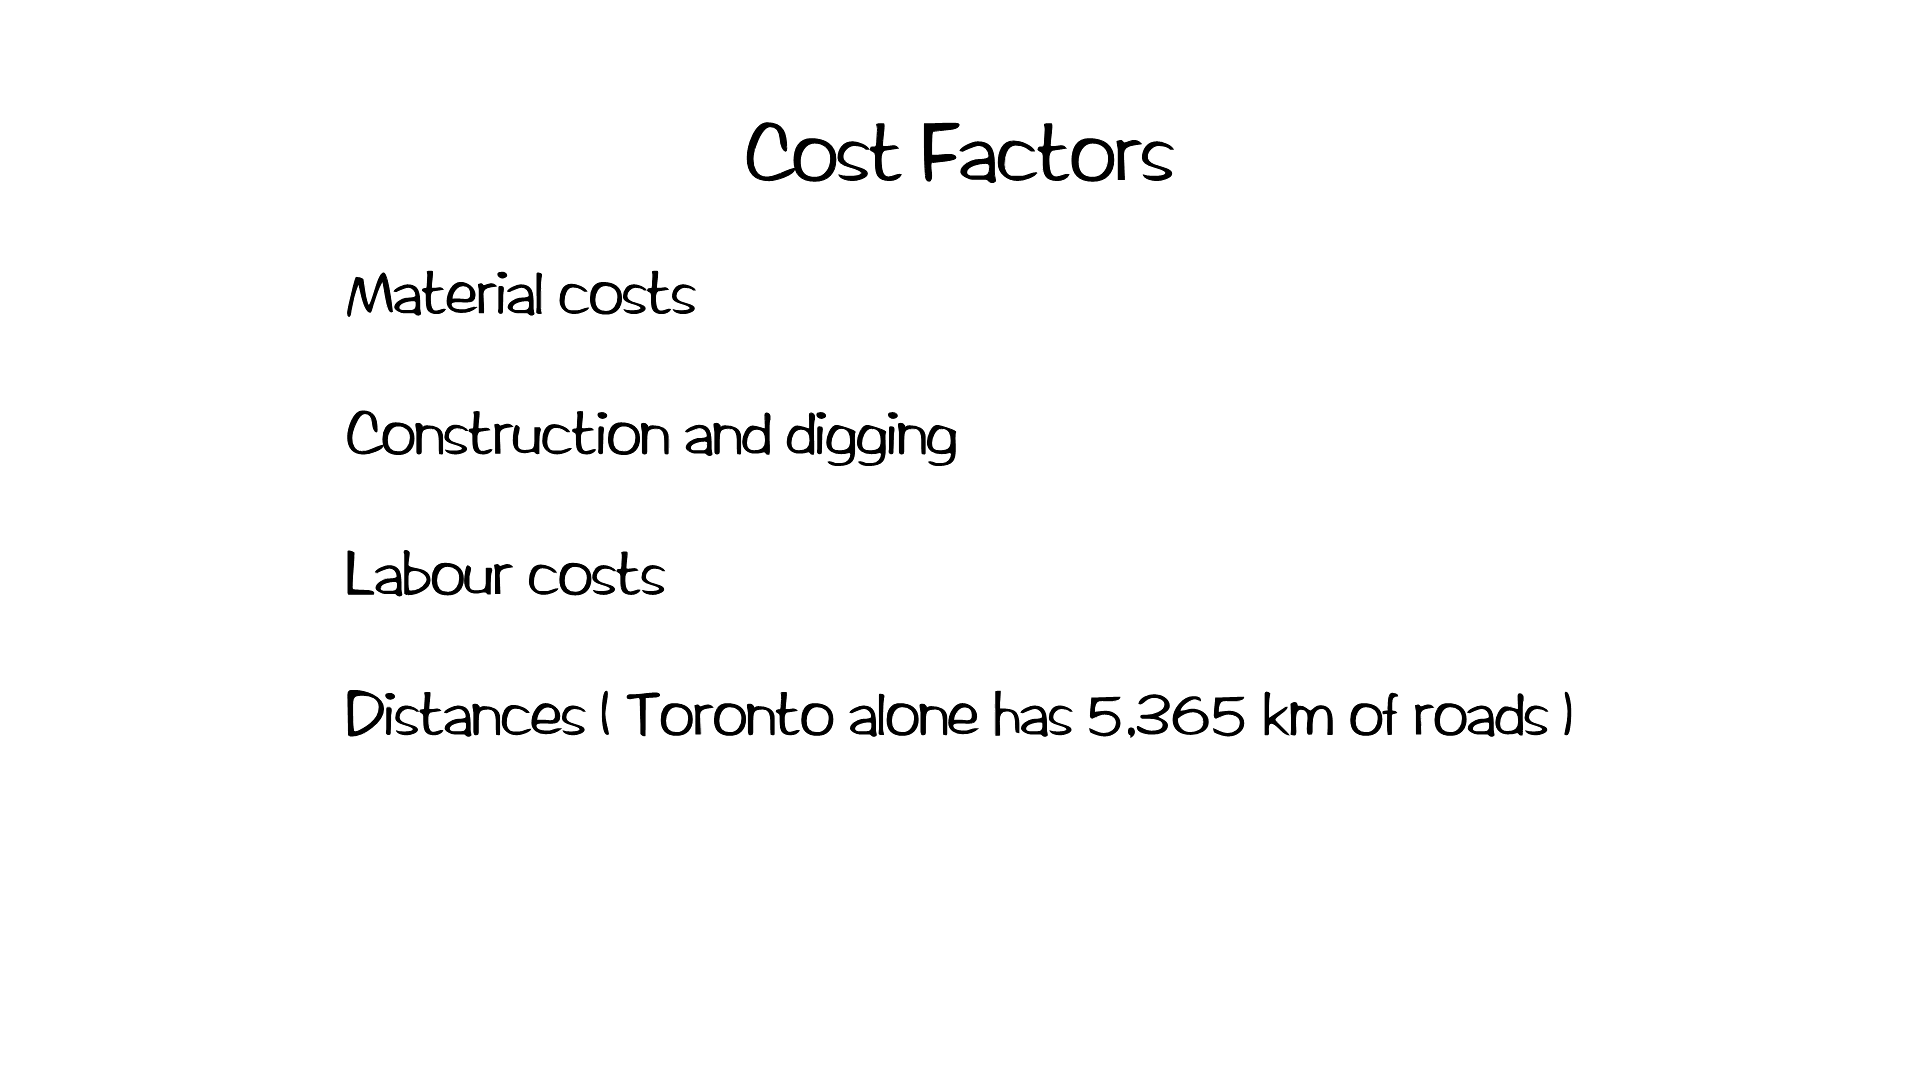 Cost Factors
Material costs
Construction and digging
Labour costs
Distances ( Toronto alone has 5,365 km of roads )